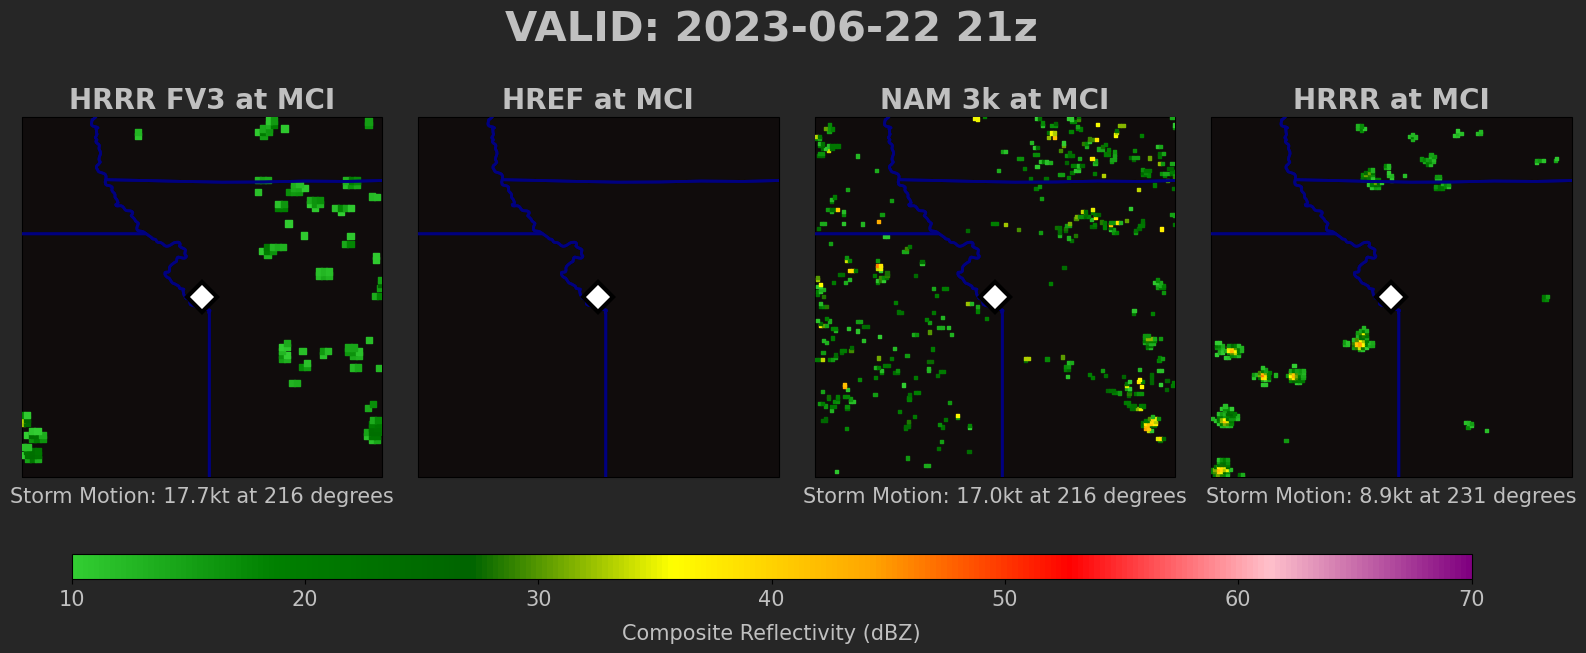 VALID: 2023-06-22 21z
HRRR FV3 at MCI
HREF at MCI
NAM 3k at MCI
HRRR at MCI
Storm Motion: 17.7kt at 216 degrees
Storm Motion: 17.0kt at 216 degrees
Storm Motion: 8.9kt at 231 degrees
10 20 30 40 50 60 70
Composite Reflectivity (dBZ)